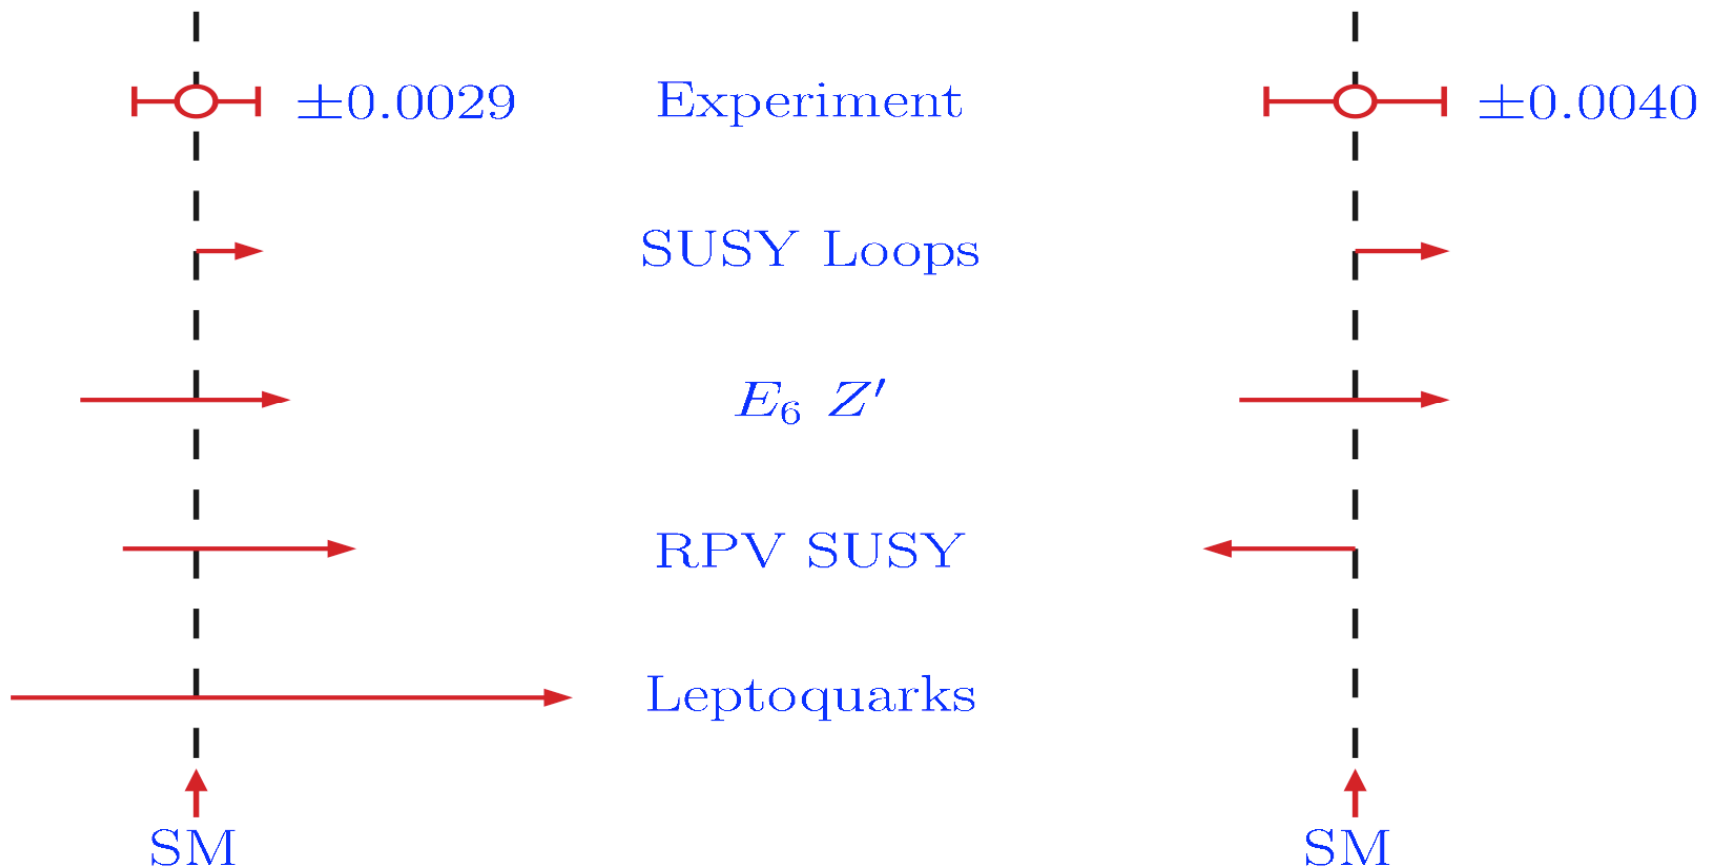 ±0.0029 Experiment ±0.0040
SUSY Loops
E₆ Z′
RPV SUSY
Leptoquarks
SM SM